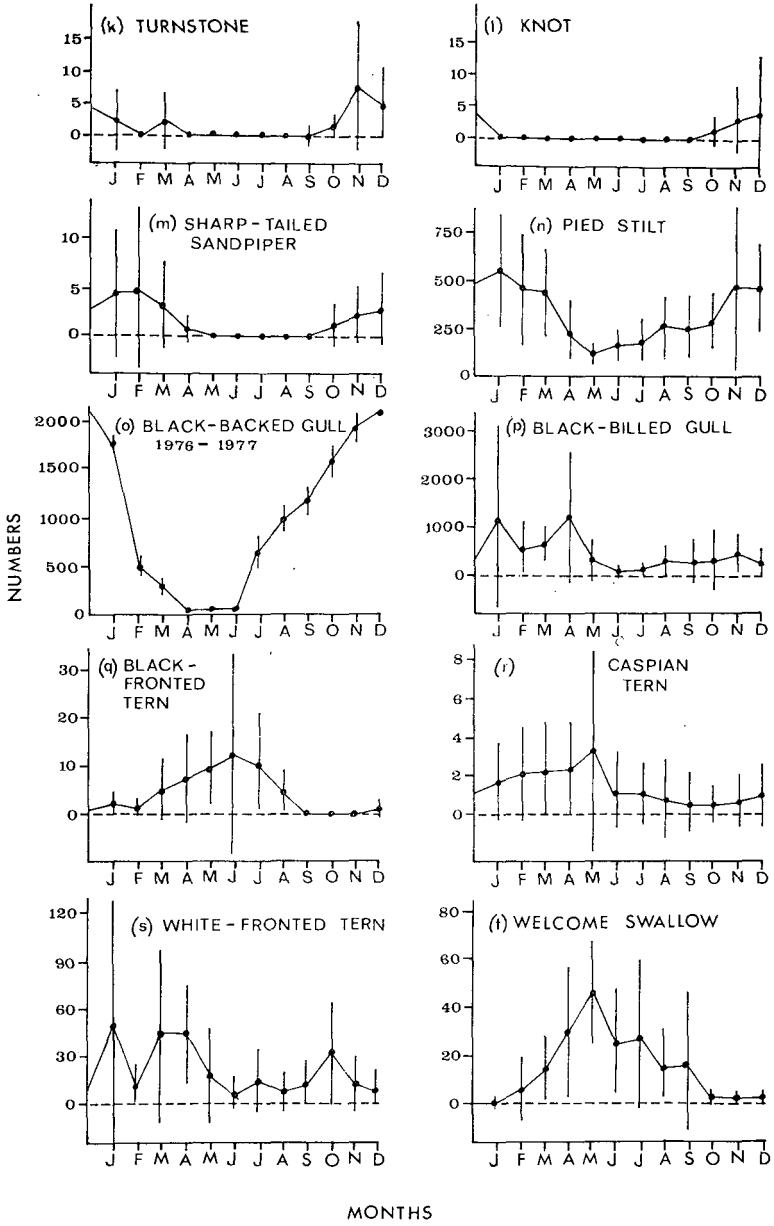 (k) TURNSTONE
15
10
5
0
J F M A M J J A S O N D
(l) KNOT
15
10
5
0
J F M A M J J A S O N D
(m) SHARP-TAILED
SANDPIPER
10
5
0
J F M A M J J A S O N D
(n) PIED STILT
750
500
250
0
J F M A M J J A S O N D
(o) BLACK-BACKED GULL
1976-1977
2000
1500
1000
500
0
J F M A M J J A S O N D
(p) BLACK-BILLED GULL
3000
2000
1000
0
J F M A M J J A S O N D
NUMBERS
(q) BLACK-
FRONTED
TERN
30
20
10
0
J F M A M J J A S O N D
(r) CASPIAN
TERN
8
6
4
2
0
J F M A M J J A S O N D
(s) WHITE-FRONTED TERN
120
90
60
30
0
J F M A M J J A S O N D
(t) WELCOME SWALLOW
80
60
40
20
0
J F M A M J J A S O N D
MONTHS